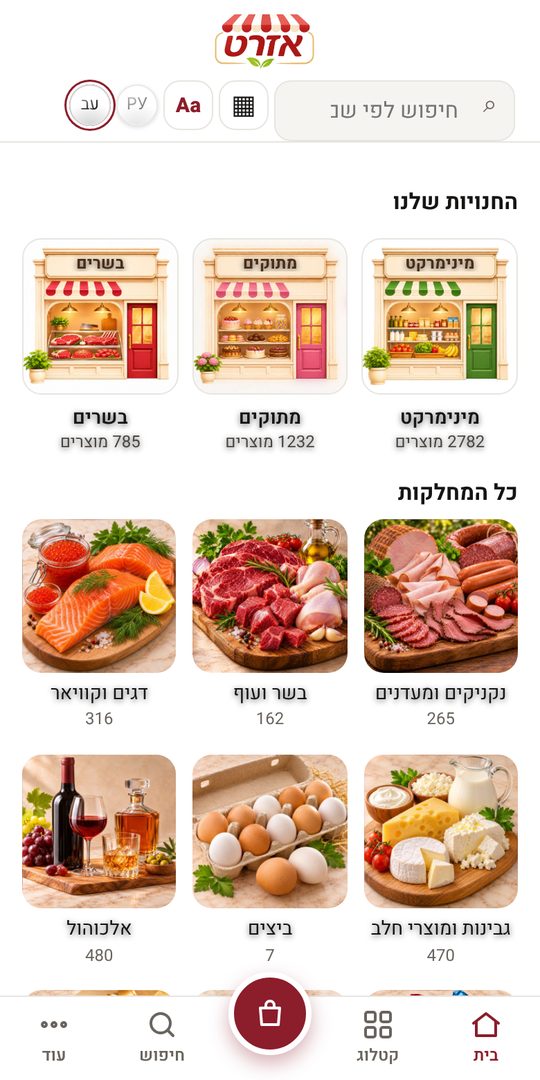 אזרט
חיפוש לפי שנ
Aa
УР
עב
החנויות שלנו
מינימרקט
מתוקים
בשרים
מינימרקט
2782 מוצרים
מתוקים
1232 מוצרים
בשרים
785 מוצרים
כל המחלקות
נקניקים ומעדנים
265
בשר ועוף
162
דגים וקוויאר
316
גבינות ומוצרי חלב
470
ביצים
7
אלכוהול
480
בית
קטלוג
חיפוש
עוד